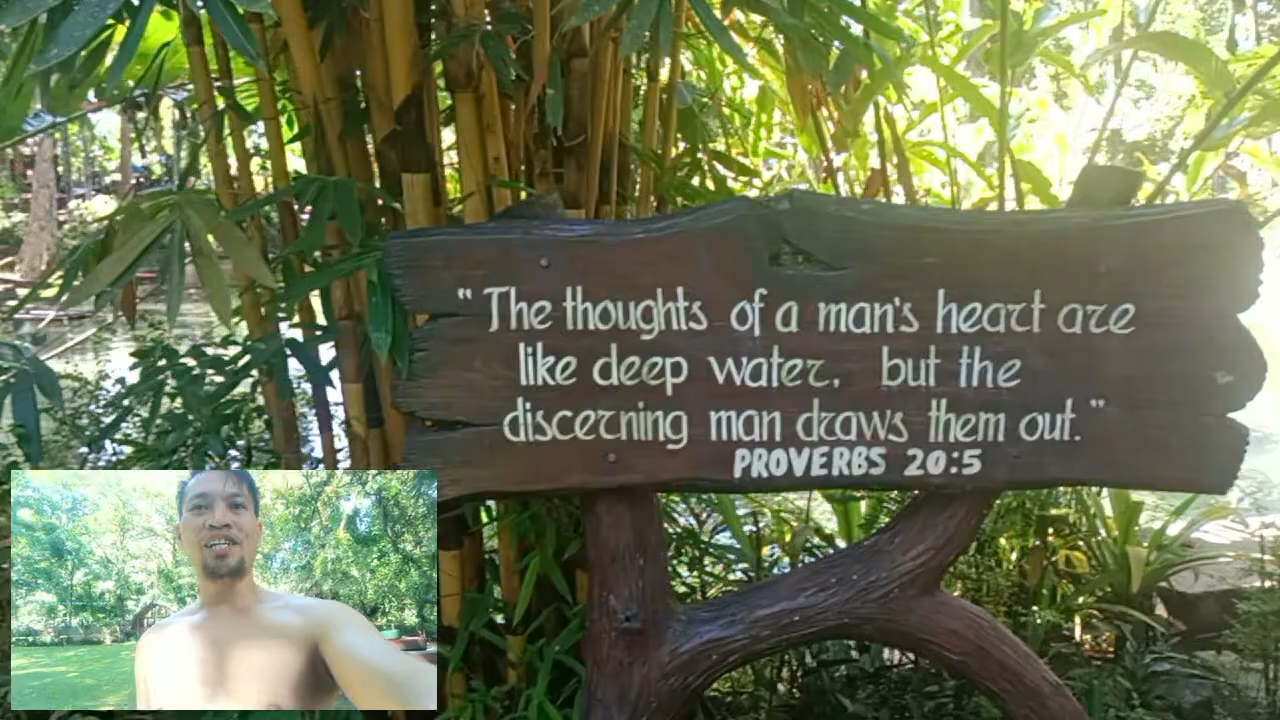 "The thoughts of a man's heart are
like deep water, but the
discerning man draws them out."
PROVERBS 20:5